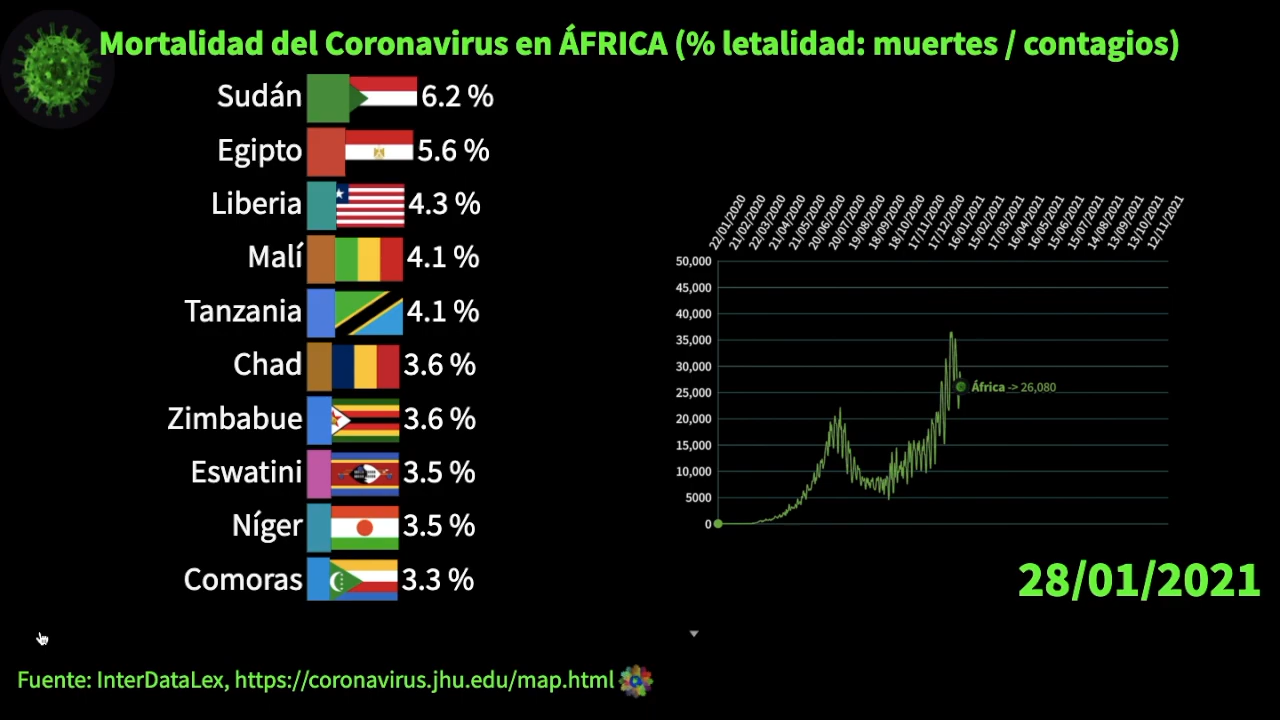 Mortalidad del Coronavirus en ÁFRICA (% letalidad: muertes / contagios)
Sudán 6.2 %
Egipto 5.6 %
Liberia 4.3 %
Malí 4.1 %
Tanzania 4.1 %
Chad 3.6 %
Zimbabue 3.6 %
Eswatini 3.5 %
Níger 3.5 %
Comoras 3.3 %
22/01/2020
21/02/2020
22/03/2020
21/04/2020
21/05/2020
20/06/2020
20/07/2020
19/08/2020
18/09/2020
18/10/2020
17/11/2020
17/12/2020
16/01/2021
15/02/2021
17/03/2021
16/04/2021
16/05/2021
15/06/2021
15/07/2021
14/08/2021
13/09/2021
13/10/2021
12/11/2021
50,000
45,000
40,000
35,000
30,000
25,000
20,000
15,000
10,000
5000
0
África -> 26,080
28/01/2021
Fuente: InterDataLex, https://coronavirus.jhu.edu/map.html